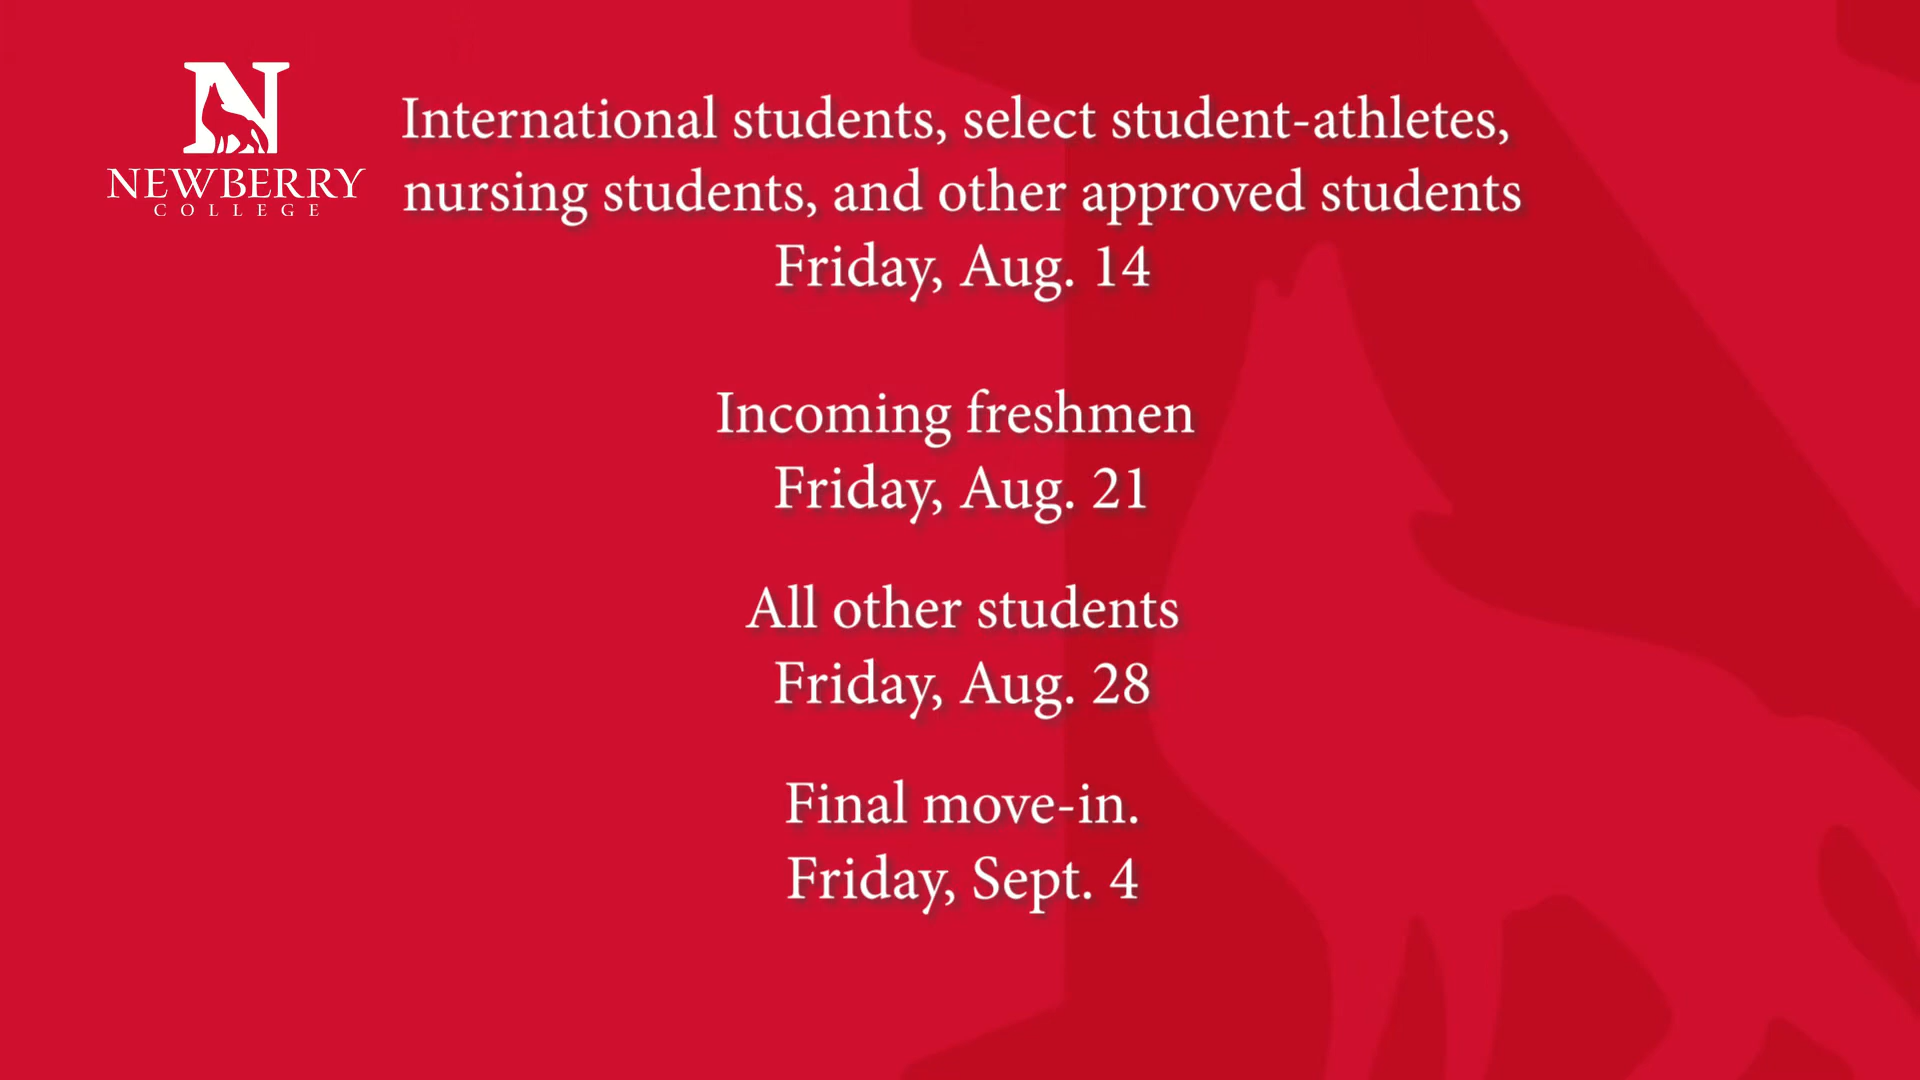 N
NEWBERRY
COLLEGE
International students, select student-athletes,
nursing students, and other approved students
Friday, Aug. 14
Incoming freshmen
Friday, Aug. 21
All other students
Friday, Aug. 28
Final move-in.
Friday, Sept. 4